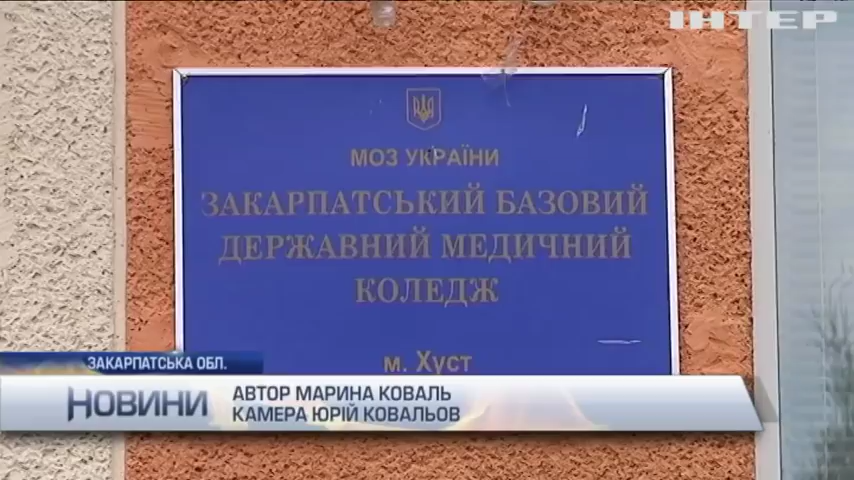 ІНТЕР
МОЗ УКРАЇНИ
ЗАКАРПАТСЬКИЙ БАЗОВИЙ
ДЕРЖАВНИЙ МЕДИЧНИЙ
КОЛЕДЖ
м. Хуст
ЗАКАРПАТСЬКА ОБЛ.
НОВИНИ
АВТОР МАРИНА КОВАЛЬ
КАМЕРА ЮРІЙ КОВАЛЬОВ